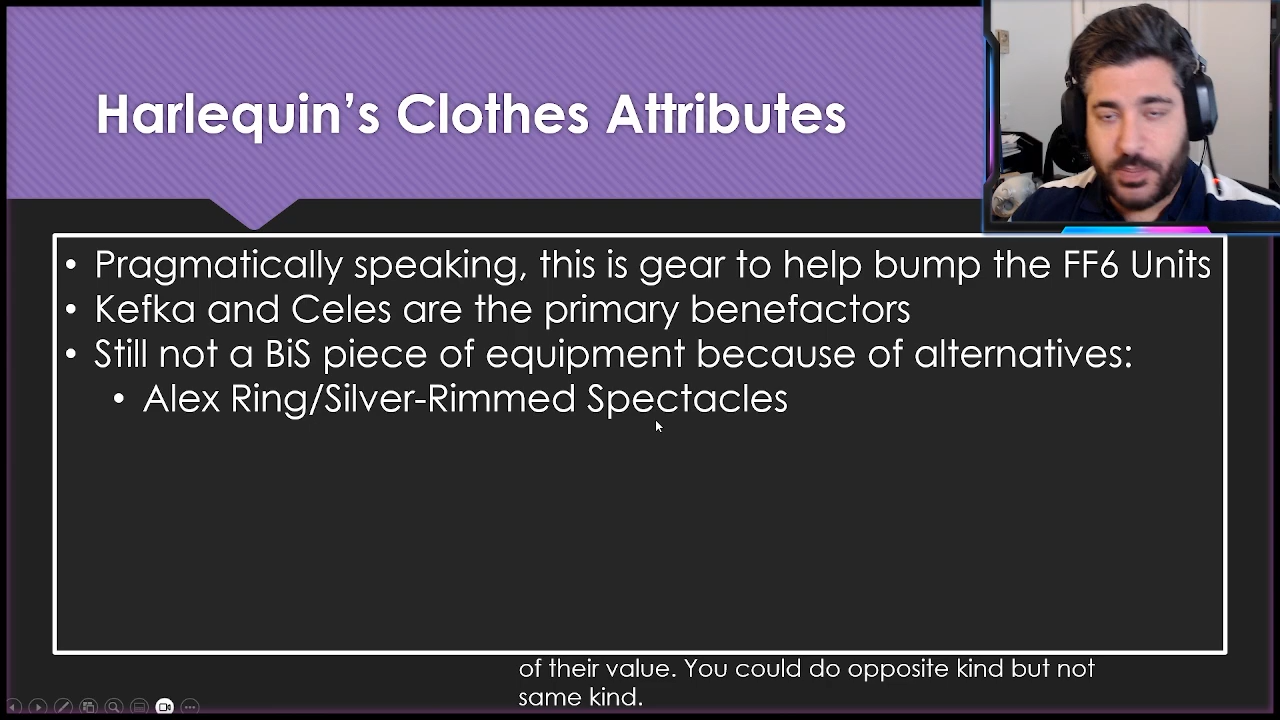 Harlequin's Clothes Attributes
• Pragmatically speaking, this is gear to help bump the FF6 Units
• Kefka and Celes are the primary benefactors
• Still not a BiS piece of equipment because of alternatives:
• Alex Ring/Silver-Rimmed Spectacles
of their value. You could do opposite kind but not
same kind.